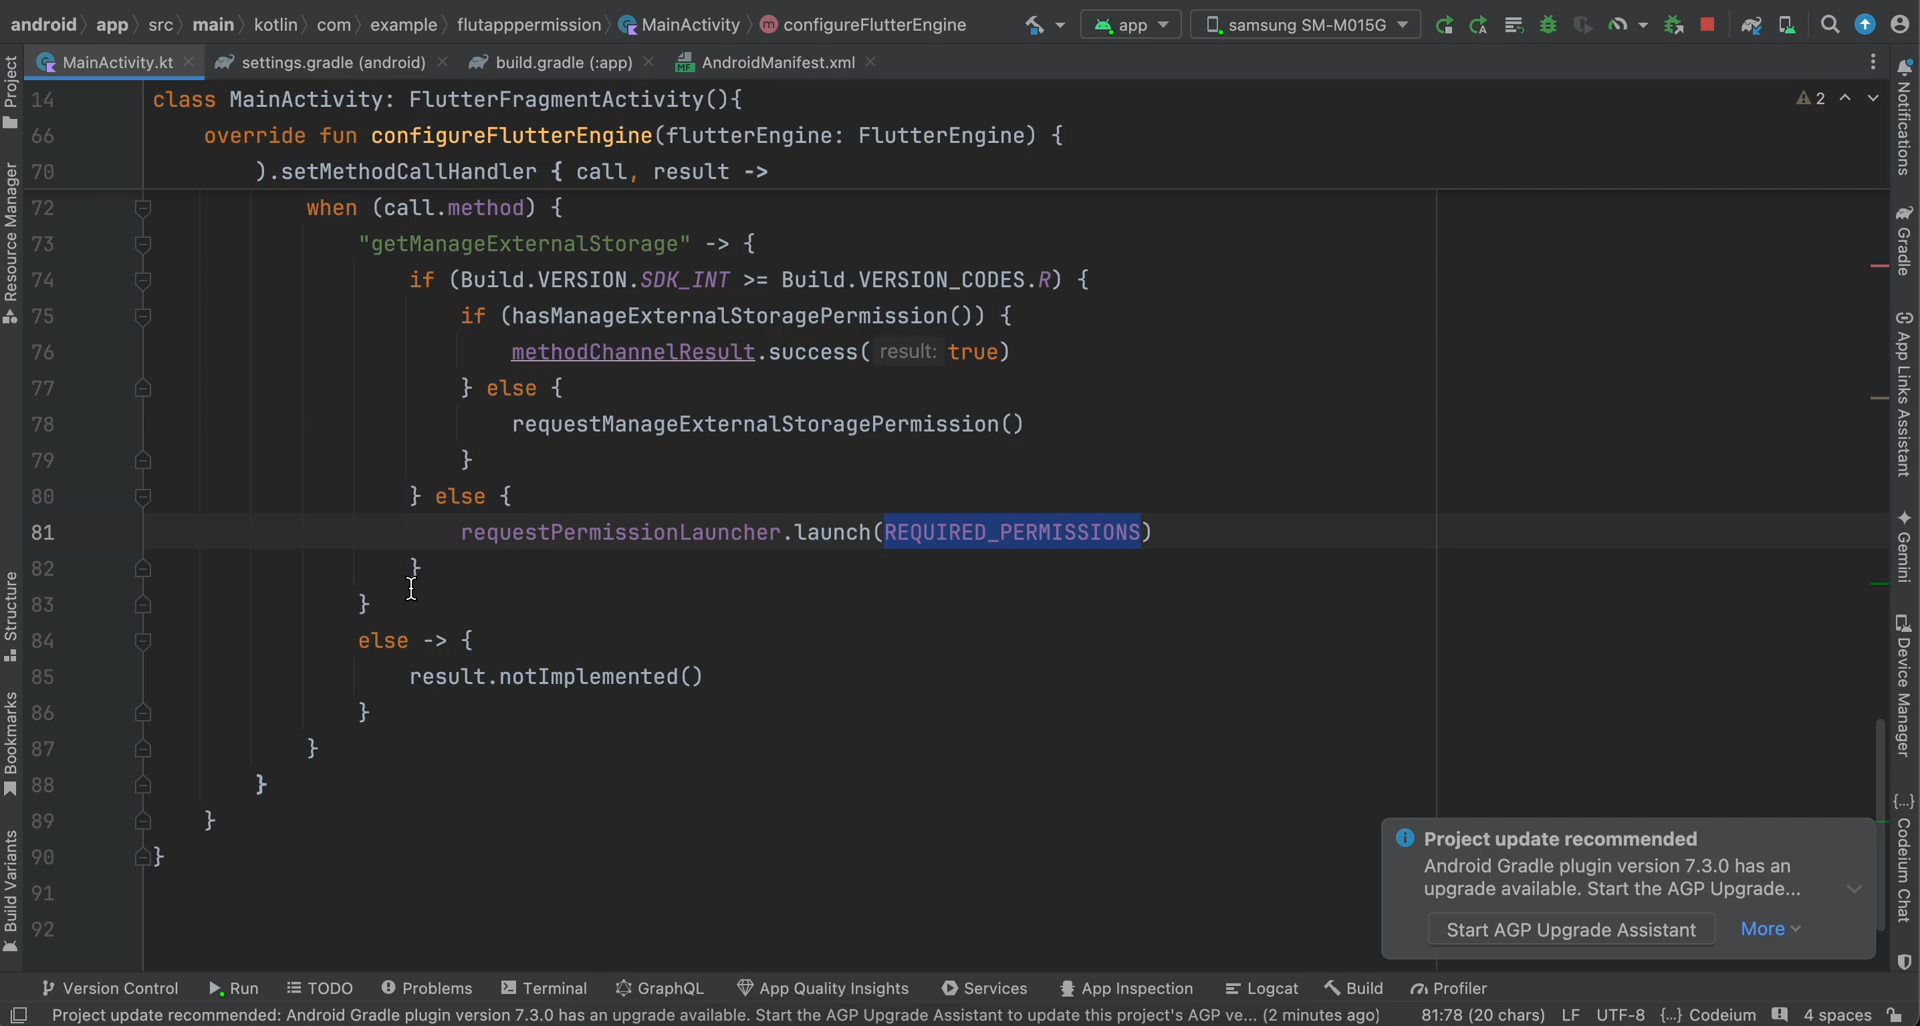 android app src main kotlin com example flutapppermission MainActivity m configureFlutterEngine app samsung SM-M015G
MainActivity.kt settings.gradle (android) build.gradle (:app) MF AndroidManifest.xml
14 class MainActivity: FlutterFragmentActivity(){ 2
66 override fun configureFlutterEngine(flutterEngine: FlutterEngine) {
70 ).setMethodCallHandler { call, result ->
72 when (call.method) {
73 "getManageExternalStorage" -> {
74 if (Build.VERSION.SDK_INT >= Build.VERSION_CODES.R) {
75 if (hasManageExternalStoragePermission()) {
76 methodChannelResult.success( result: true)
77 } else {
78 requestManageExternalStoragePermission()
79 }
80 } else {
81 requestPermissionLauncher.launch(REQUIRED_PERMISSIONS)
82 }
83 }
84 else -> {
85 result.notImplemented()
86 }
87 }
88 }
89 }
90 }
91
92
Project
Resource Manager
Structure
Bookmarks
Build Variants
Notifications
Gradle
App Links Assistant
Gemini
Device Manager
{...} Codeium Chat
Project update recommended
Android Gradle plugin version 7.3.0 has an
upgrade available. Start the AGP Upgrade...
Start AGP Upgrade Assistant More
Version Control Run TODO Problems Terminal GraphQL App Quality Insights Services App Inspection Logcat Build Profiler
Project update recommended: Android Gradle plugin version 7.3.0 has an upgrade available. Start the AGP Upgrade Assistant to update this project's AGP ve... (2 minutes ago) 81:78 (20 chars) LF UTF-8 {...} Codeium 4 spaces